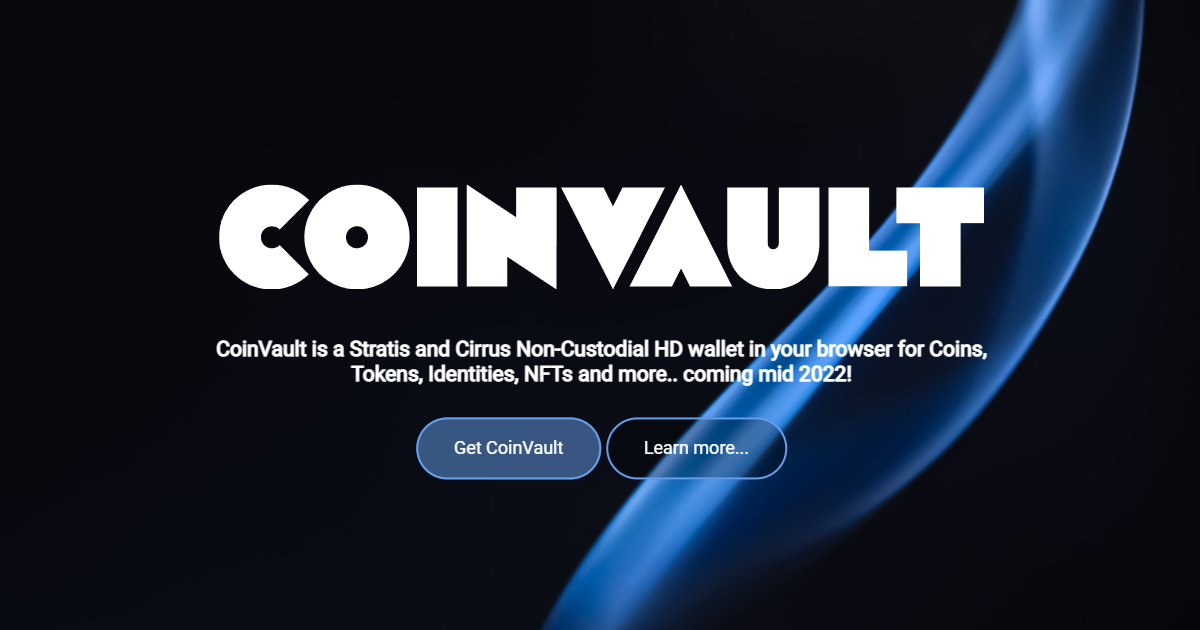 COINVAULT
CoinVault is a Stratis and Cirrus Non-Custodial HD wallet in your browser for Coins,
Tokens, Identities, NFTs and more.. coming mid 2022!
Get CoinVault
Learn more...